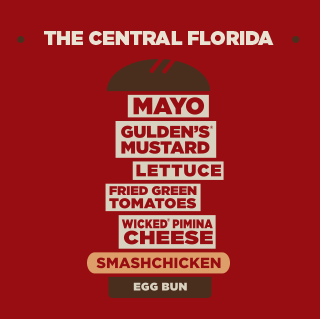 THE CENTRAL FLORIDA
MAYO
GULDEN'S®
MUSTARD
LETTUCE
FRIED GREEN
TOMATOES
WICKED® PIMINA
CHEESE
SMASHCHICKEN
EGG BUN